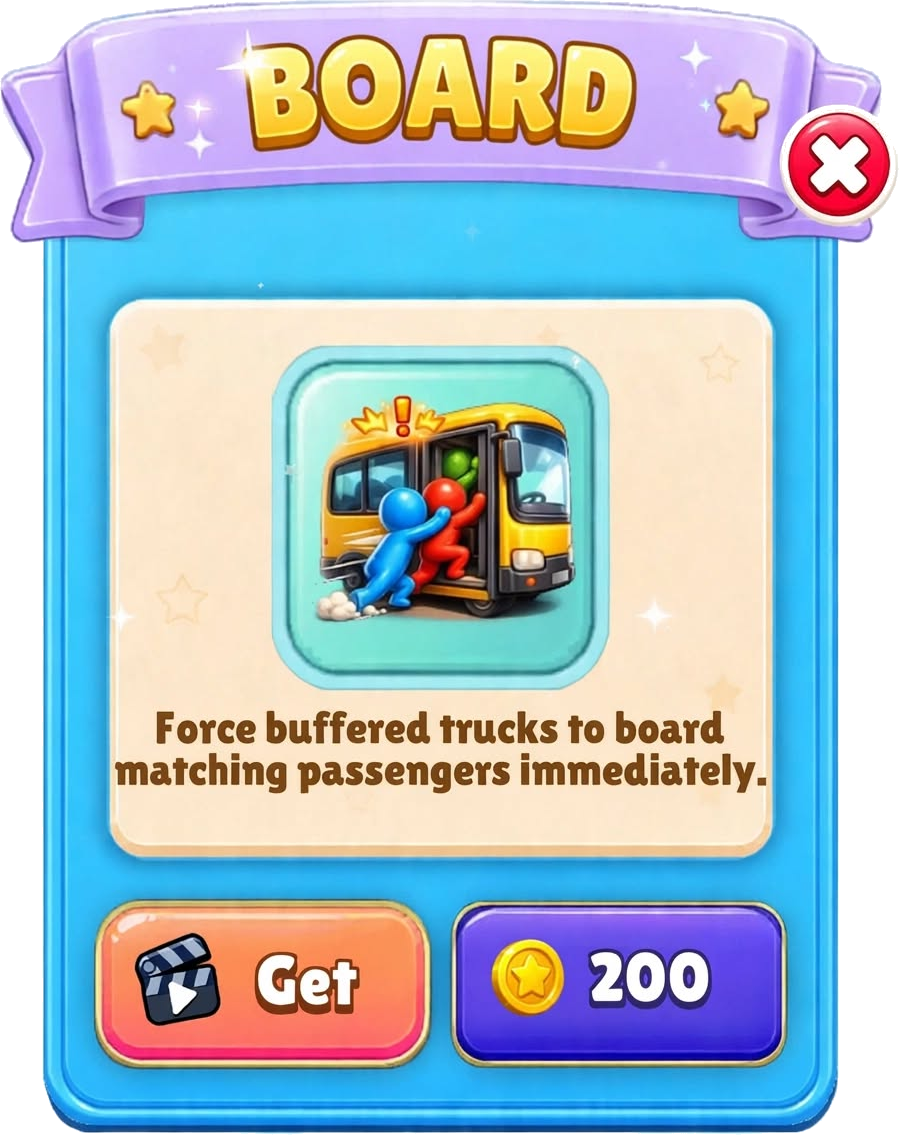 BOARD
Force buffered trucks to board
matching passengers immediately.
Get
200